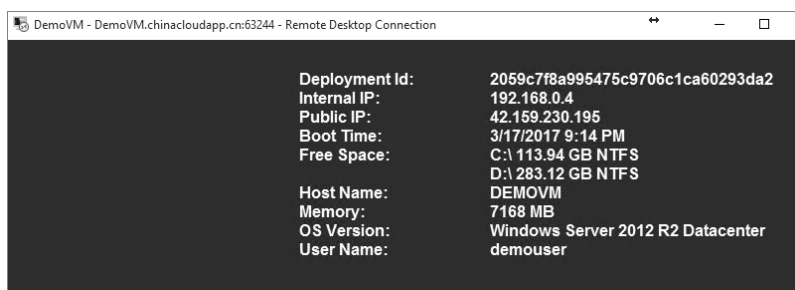 DemoVM - DemoVM.chinacloudapp.cn:63244 - Remote Desktop Connection
Deployment Id: 2059c7f8a995475c9706c1ca60293da2
Internal IP: 192.168.0.4
Public IP: 42.159.230.195
Boot Time: 3/17/2017 9:14 PM
Free Space: C:\ 113.94 GB NTFS
D:\ 283.12 GB NTFS
Host Name: DEMOVM
Memory: 7168 MB
OS Version: Windows Server 2012 R2 Datacenter
User Name: demouser